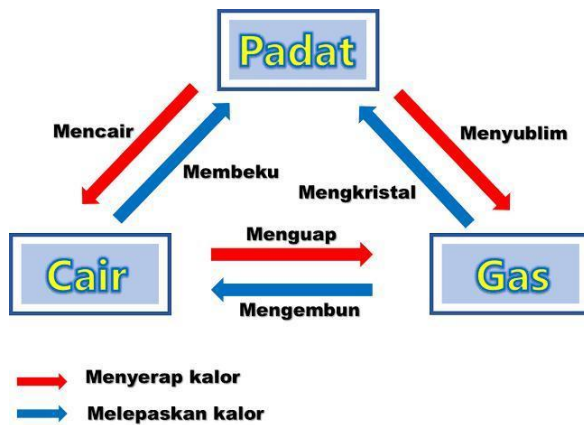 Padat
Mencair
Menyublim
Membeku
Mengkristal
Menguap
Cair
Gas
Mengembun
Menyerap kalor
Melepaskan kalor